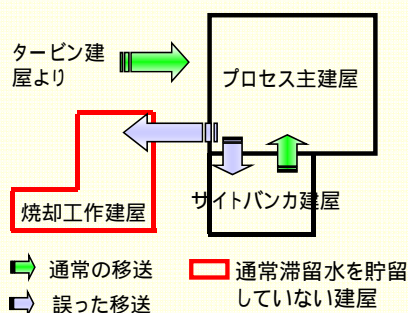 タービン建
屋より
プロセス主建屋
サイトバンカ建屋
焼却工作建屋
通常の移送
誤った移送
通常滞留水を貯留
していない建屋